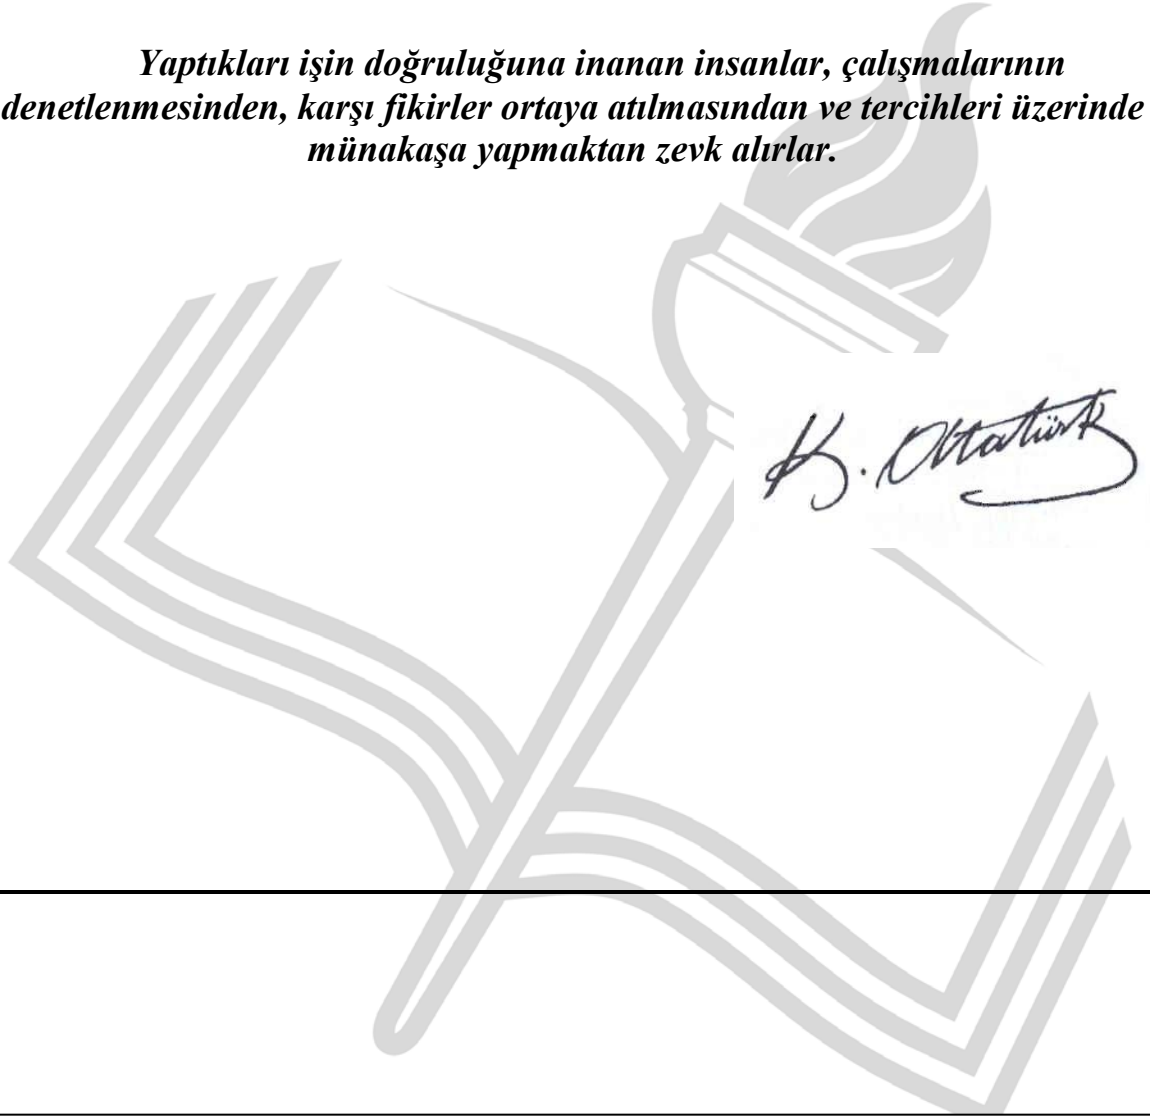 Yaptıkları işin doğruluğuna inanan insanlar, çalışmalarının
denetlenmesinden, karşı fikirler ortaya atılmasından ve tercihleri üzerinde
münakaşa yapmaktan zevk alırlar.
K. Atatürk